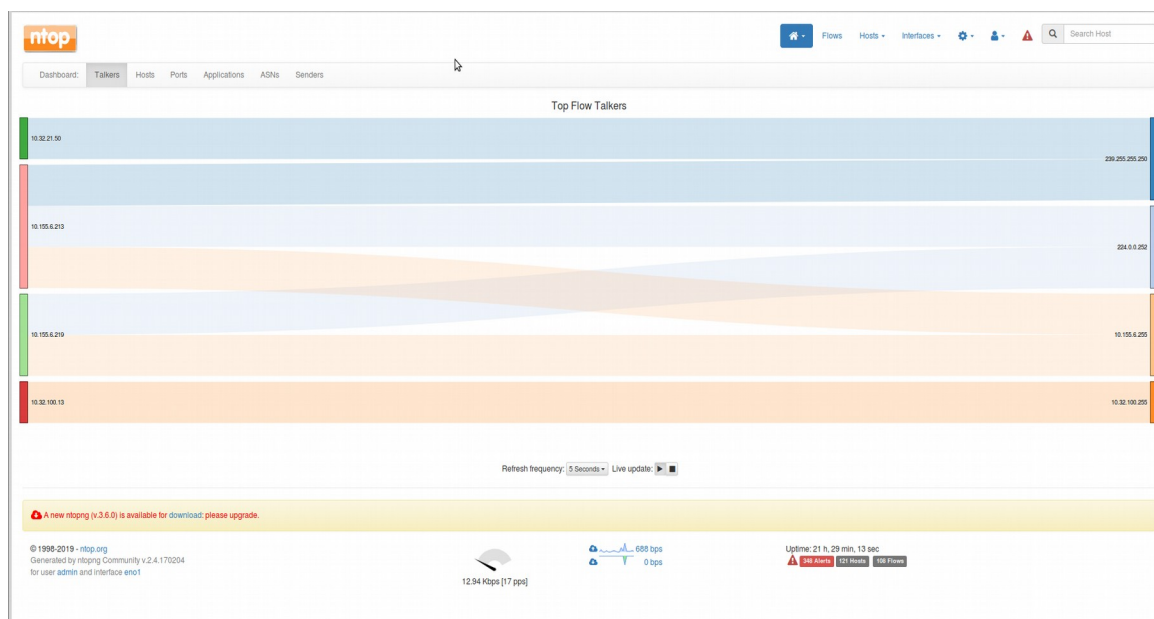 ntop
Flows Hosts Interfaces Search Host
Dashboard: Talkers Hosts Ports Applications ASNs Senders
Top Flow Talkers
10.32.21.50
239.255.255.250
10.155.6.213
224.0.0.252
10.155.6.219
10.155.6.255
10.32.100.13
10.32.100.255
Refresh frequency: 5 Seconds Live update:
A new ntopng (v.3.6.0) is available for download: please upgrade.
© 1998-2019 - ntop.org
Generated by ntopng Community v.2.4.170204
for user admin and interface eno1
12.94 Kbps [17 pps]
688 bps
0 bps
Uptime: 21 h, 29 min, 13 sec
348 Alerts 121 Hosts 108 Flows